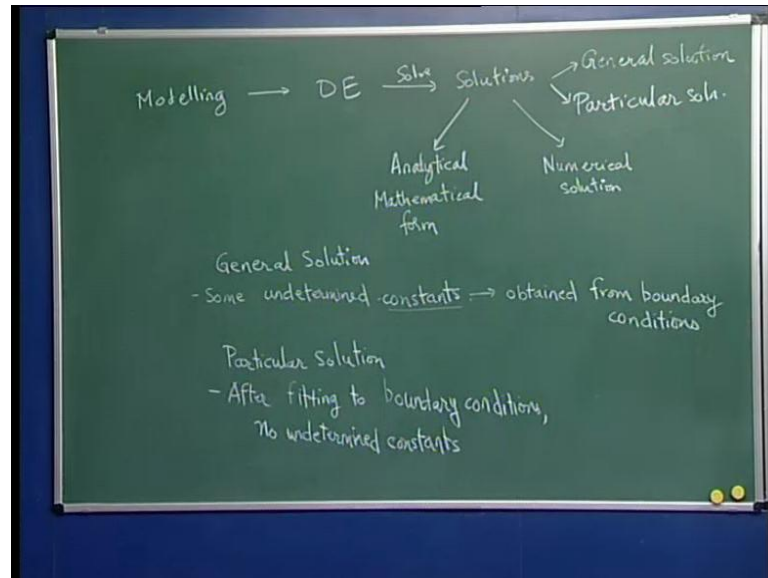 Modelling → DE Solve → Solutions → General solution
→ Particular soln.
Analytical Numerical
Mathematical solution
form
General Solution
- Some undetermined constants → obtained from boundary
conditions
Particular Solution
- After fitting to boundary conditions,
No undetermined constants